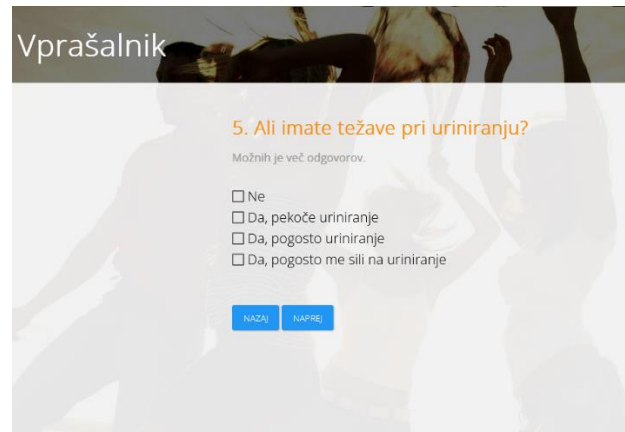 Vprašalnik
5. Ali imate težave pri uriniranju?
Možnih je več odgovorov.
Ne
Da, pekoče uriniranje
Da, pogosto uriniranje
Da, pogosto me sili na uriniranje
NAZAJ NAPREJ